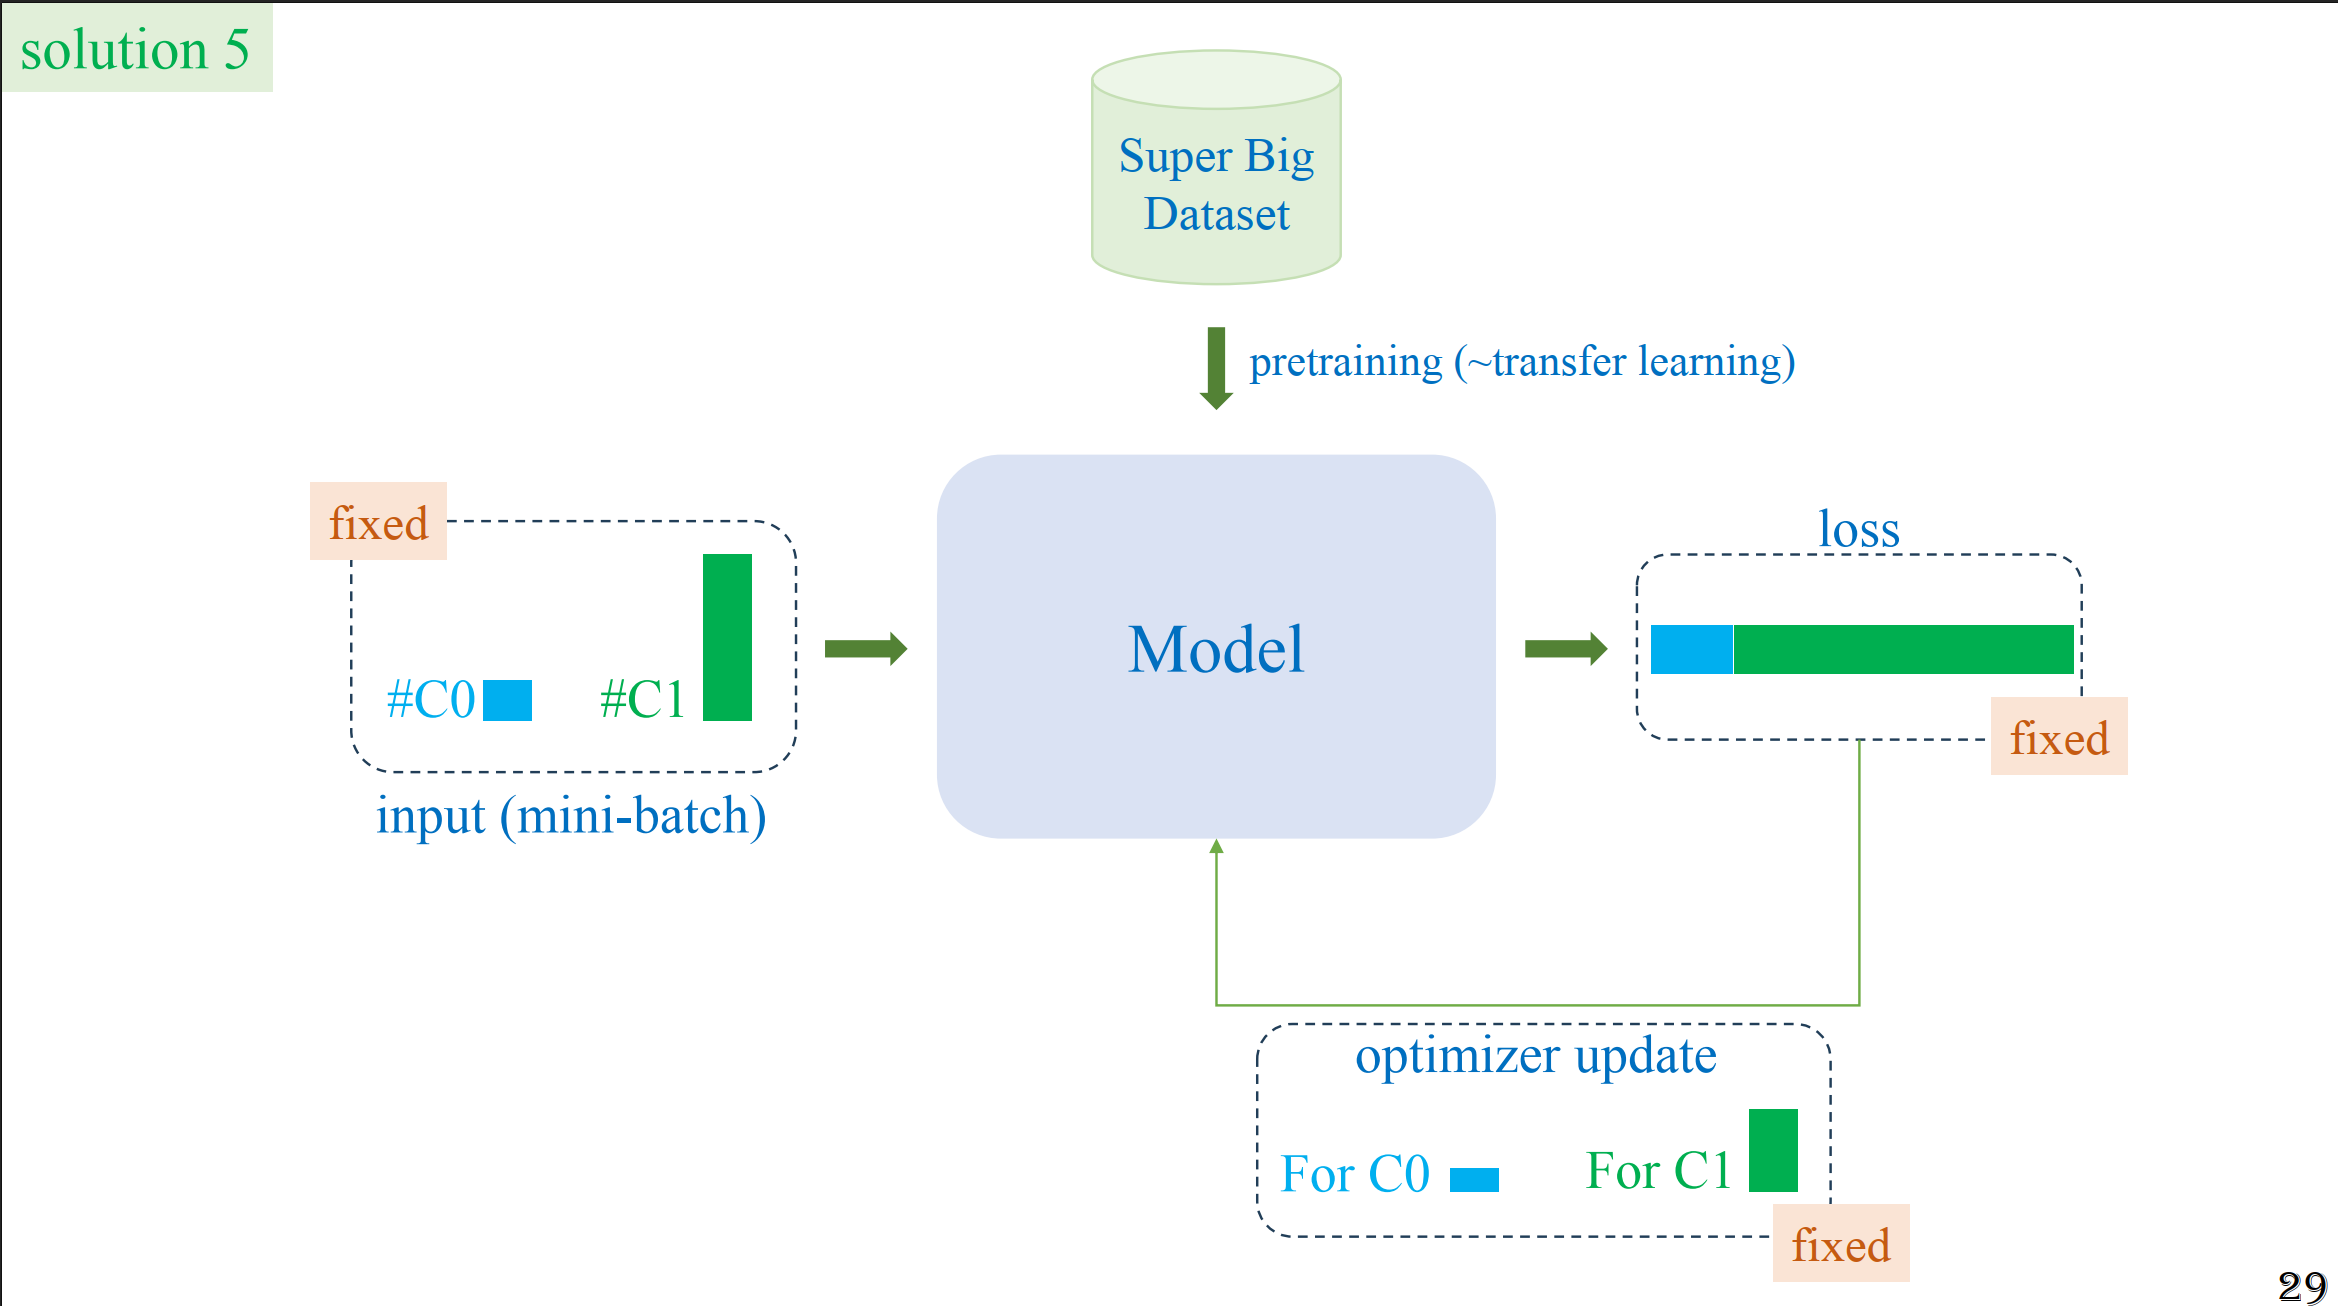 solution 5
Super Big
Dataset
pretraining (~transfer learning)
fixed
#C0
#C1
input (mini-batch)
Model
loss
fixed
optimizer update
For C0
For C1
fixed
29